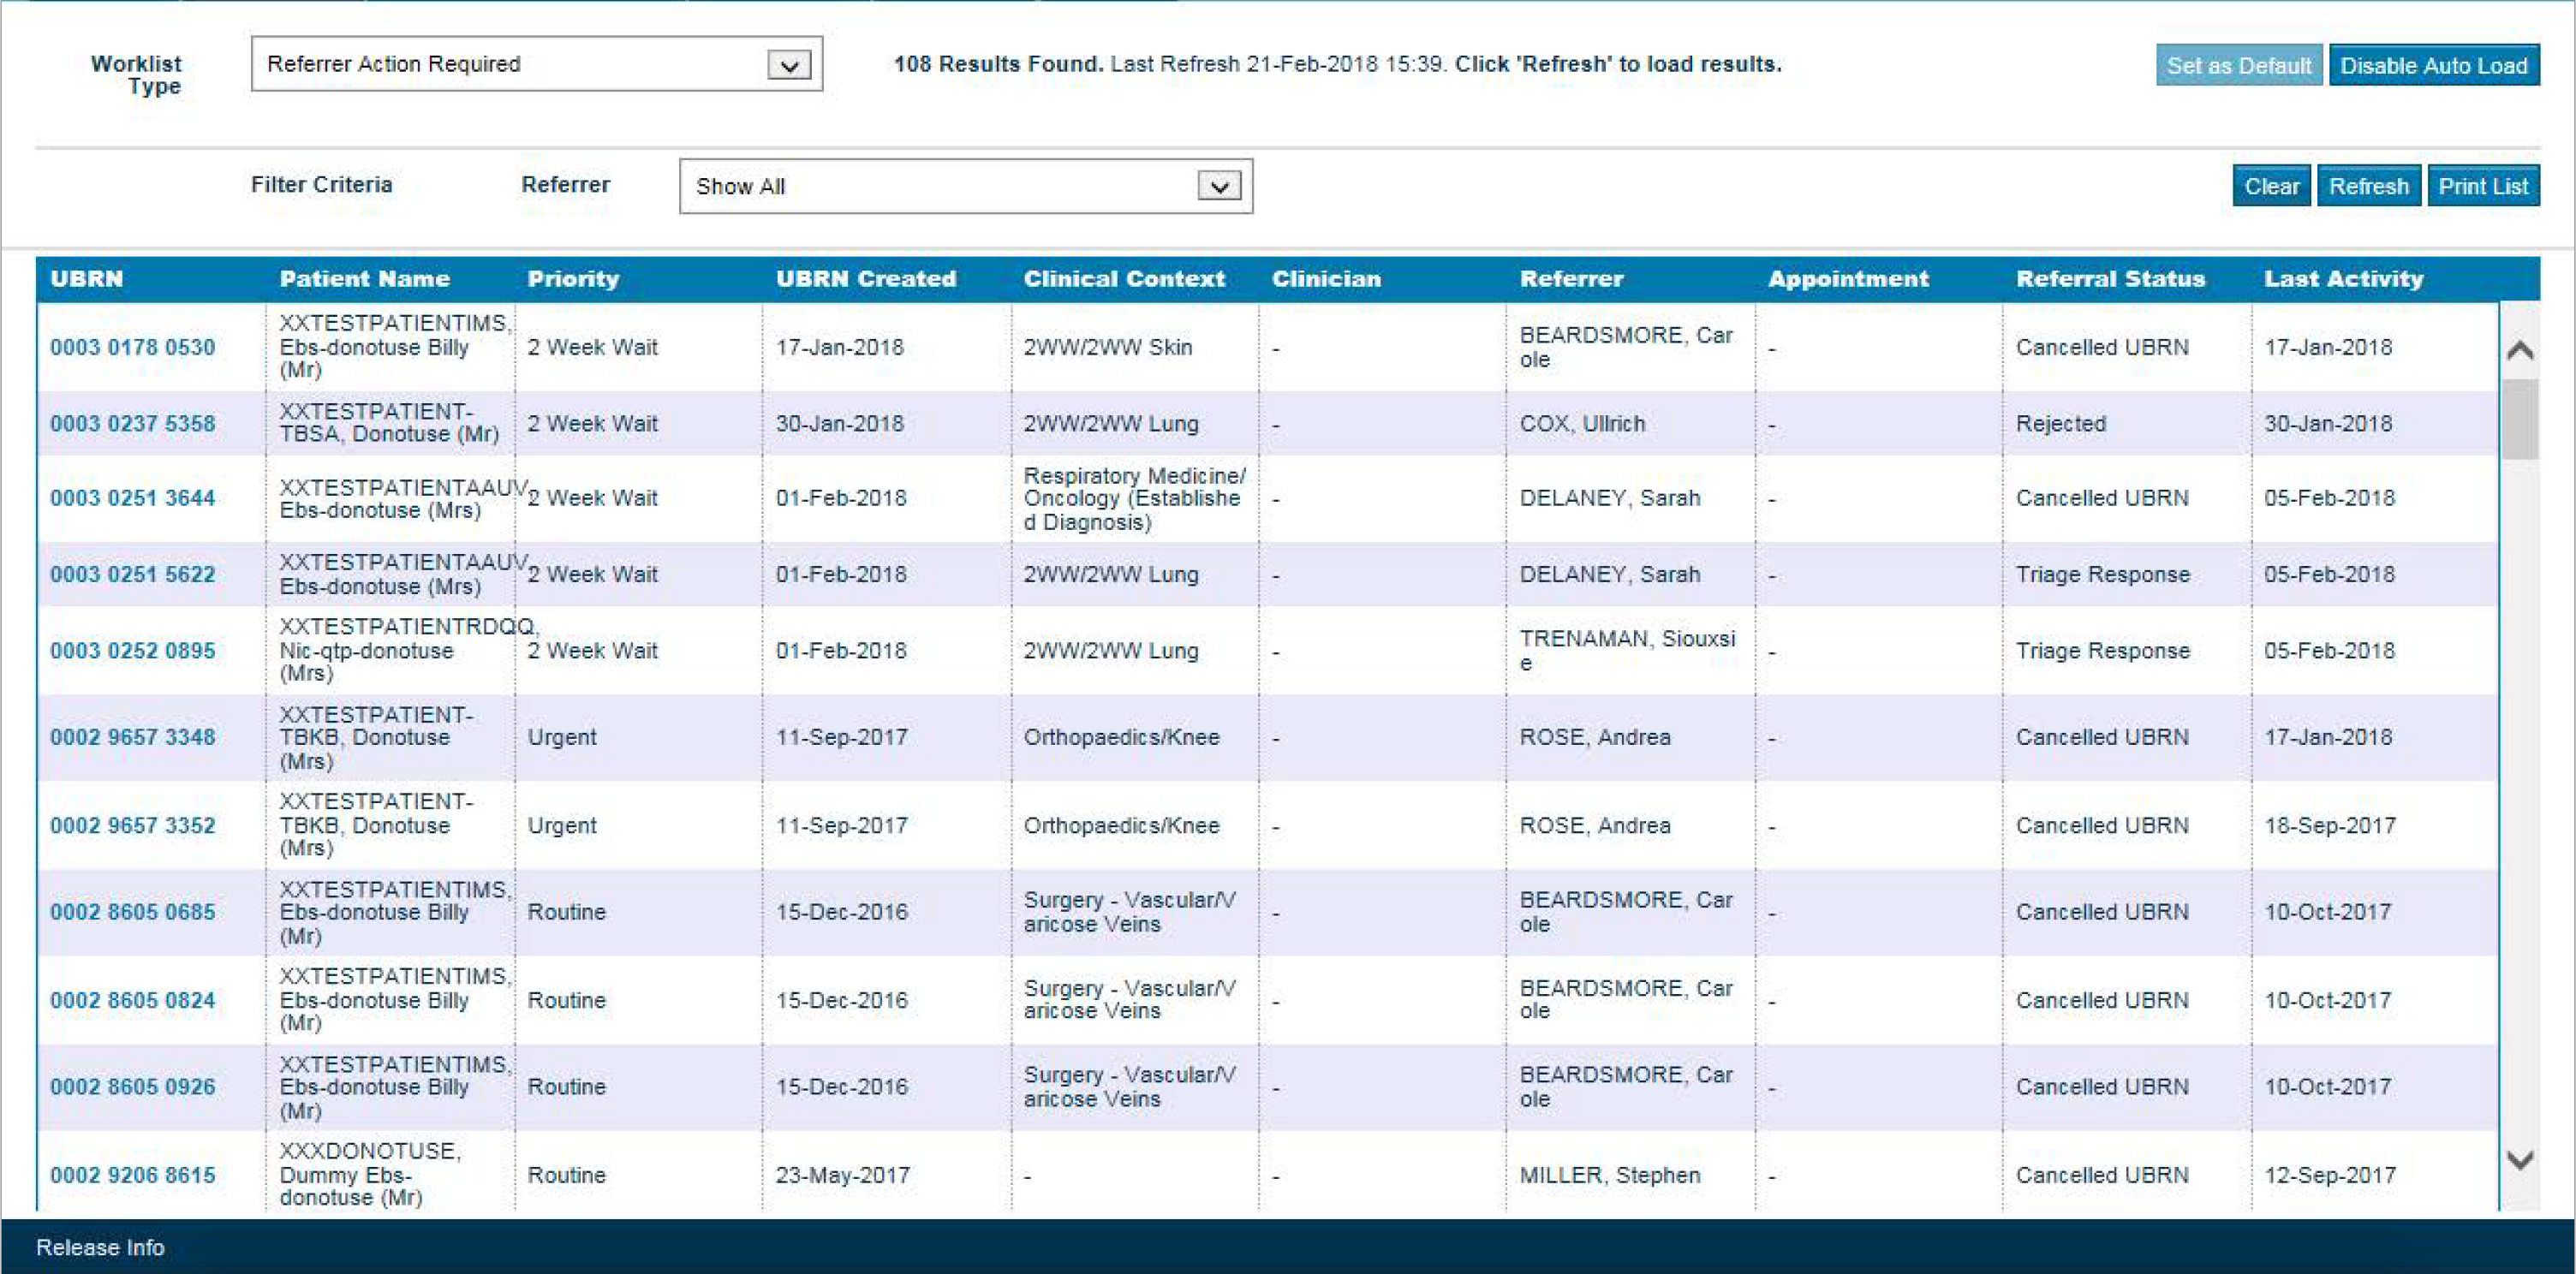 Worklist Type
Referrer Action Required
108 Results Found. Last Refresh 21-Feb-2018 15:39. Click 'Refresh' to load results.
Set as Default
Disable Auto Load
Filter Criteria
Referrer
Show All
Clear
Refresh
Print List
UBRN Patient Name Priority UBRN Created Clinical Context Clinician Referrer Appointment Referral Status Last Activity
0003 0178 0530 XXTESTPATIENTIMS, Ebs-donotuse Billy (Mr) 2 Week Wait 17-Jan-2018 2WW/2WW Skin - BEARDSMORE, Carole - Cancelled UBRN 17-Jan-2018
0003 0237 5358 XXTESTPATIENT-TBSA, Donotuse (Mr) 2 Week Wait 30-Jan-2018 2WW/2WW Lung - COX, Ullrich - Rejected 30-Jan-2018
0003 0251 3644 XXTESTPATIENTAAUV, Ebs-donotuse (Mrs) 2 Week Wait 01-Feb-2018 Respiratory Medicine/Oncology (Established Diagnosis) - DELANEY, Sarah - Cancelled UBRN 05-Feb-2018
0003 0251 5622 XXTESTPATIENTAAUV, Ebs-donotuse (Mrs) 2 Week Wait 01-Feb-2018 2WW/2WW Lung - DELANEY, Sarah - Triage Response 05-Feb-2018
0003 0252 0895 XXTESTPATIENTRDQQ, Nic-qtp-donotuse (Mrs) 2 Week Wait 01-Feb-2018 2WW/2WW Lung - TRENAMAN, Siouxsie - Triage Response 05-Feb-2018
0002 9657 3348 XXTESTPATIENT-TBKB, Donotuse (Mrs) Urgent 11-Sep-2017 Orthopaedics/Knee - ROSE, Andrea - Cancelled UBRN 17-Jan-2018
0002 9657 3352 XXTESTPATIENT-TBKB, Donotuse (Mrs) Urgent 11-Sep-2017 Orthopaedics/Knee - ROSE, Andrea - Cancelled UBRN 18-Sep-2017
0002 8605 0685 XXTESTPATIENTIMS, Ebs-donotuse Billy (Mr) Routine 15-Dec-2016 Surgery - Vascular/Varicose Veins - BEARDSMORE, Carole - Cancelled UBRN 10-Oct-2017
0002 8605 0824 XXTESTPATIENTIMS, Ebs-donotuse Billy (Mr) Routine 15-Dec-2016 Surgery - Vascular/Varicose Veins - BEARDSMORE, Carole - Cancelled UBRN 10-Oct-2017
0002 8605 0926 XXTESTPATIENTIMS, Ebs-donotuse Billy (Mr) Routine 15-Dec-2016 Surgery - Vascular/Varicose Veins - BEARDSMORE, Carole - Cancelled UBRN 10-Oct-2017
0002 9206 8615 XXXDONOTUSE, Dummy Ebs-donotuse (Mr) Routine 23-May-2017 - - MILLER, Stephen - Cancelled UBRN 12-Sep-2017
Release Info